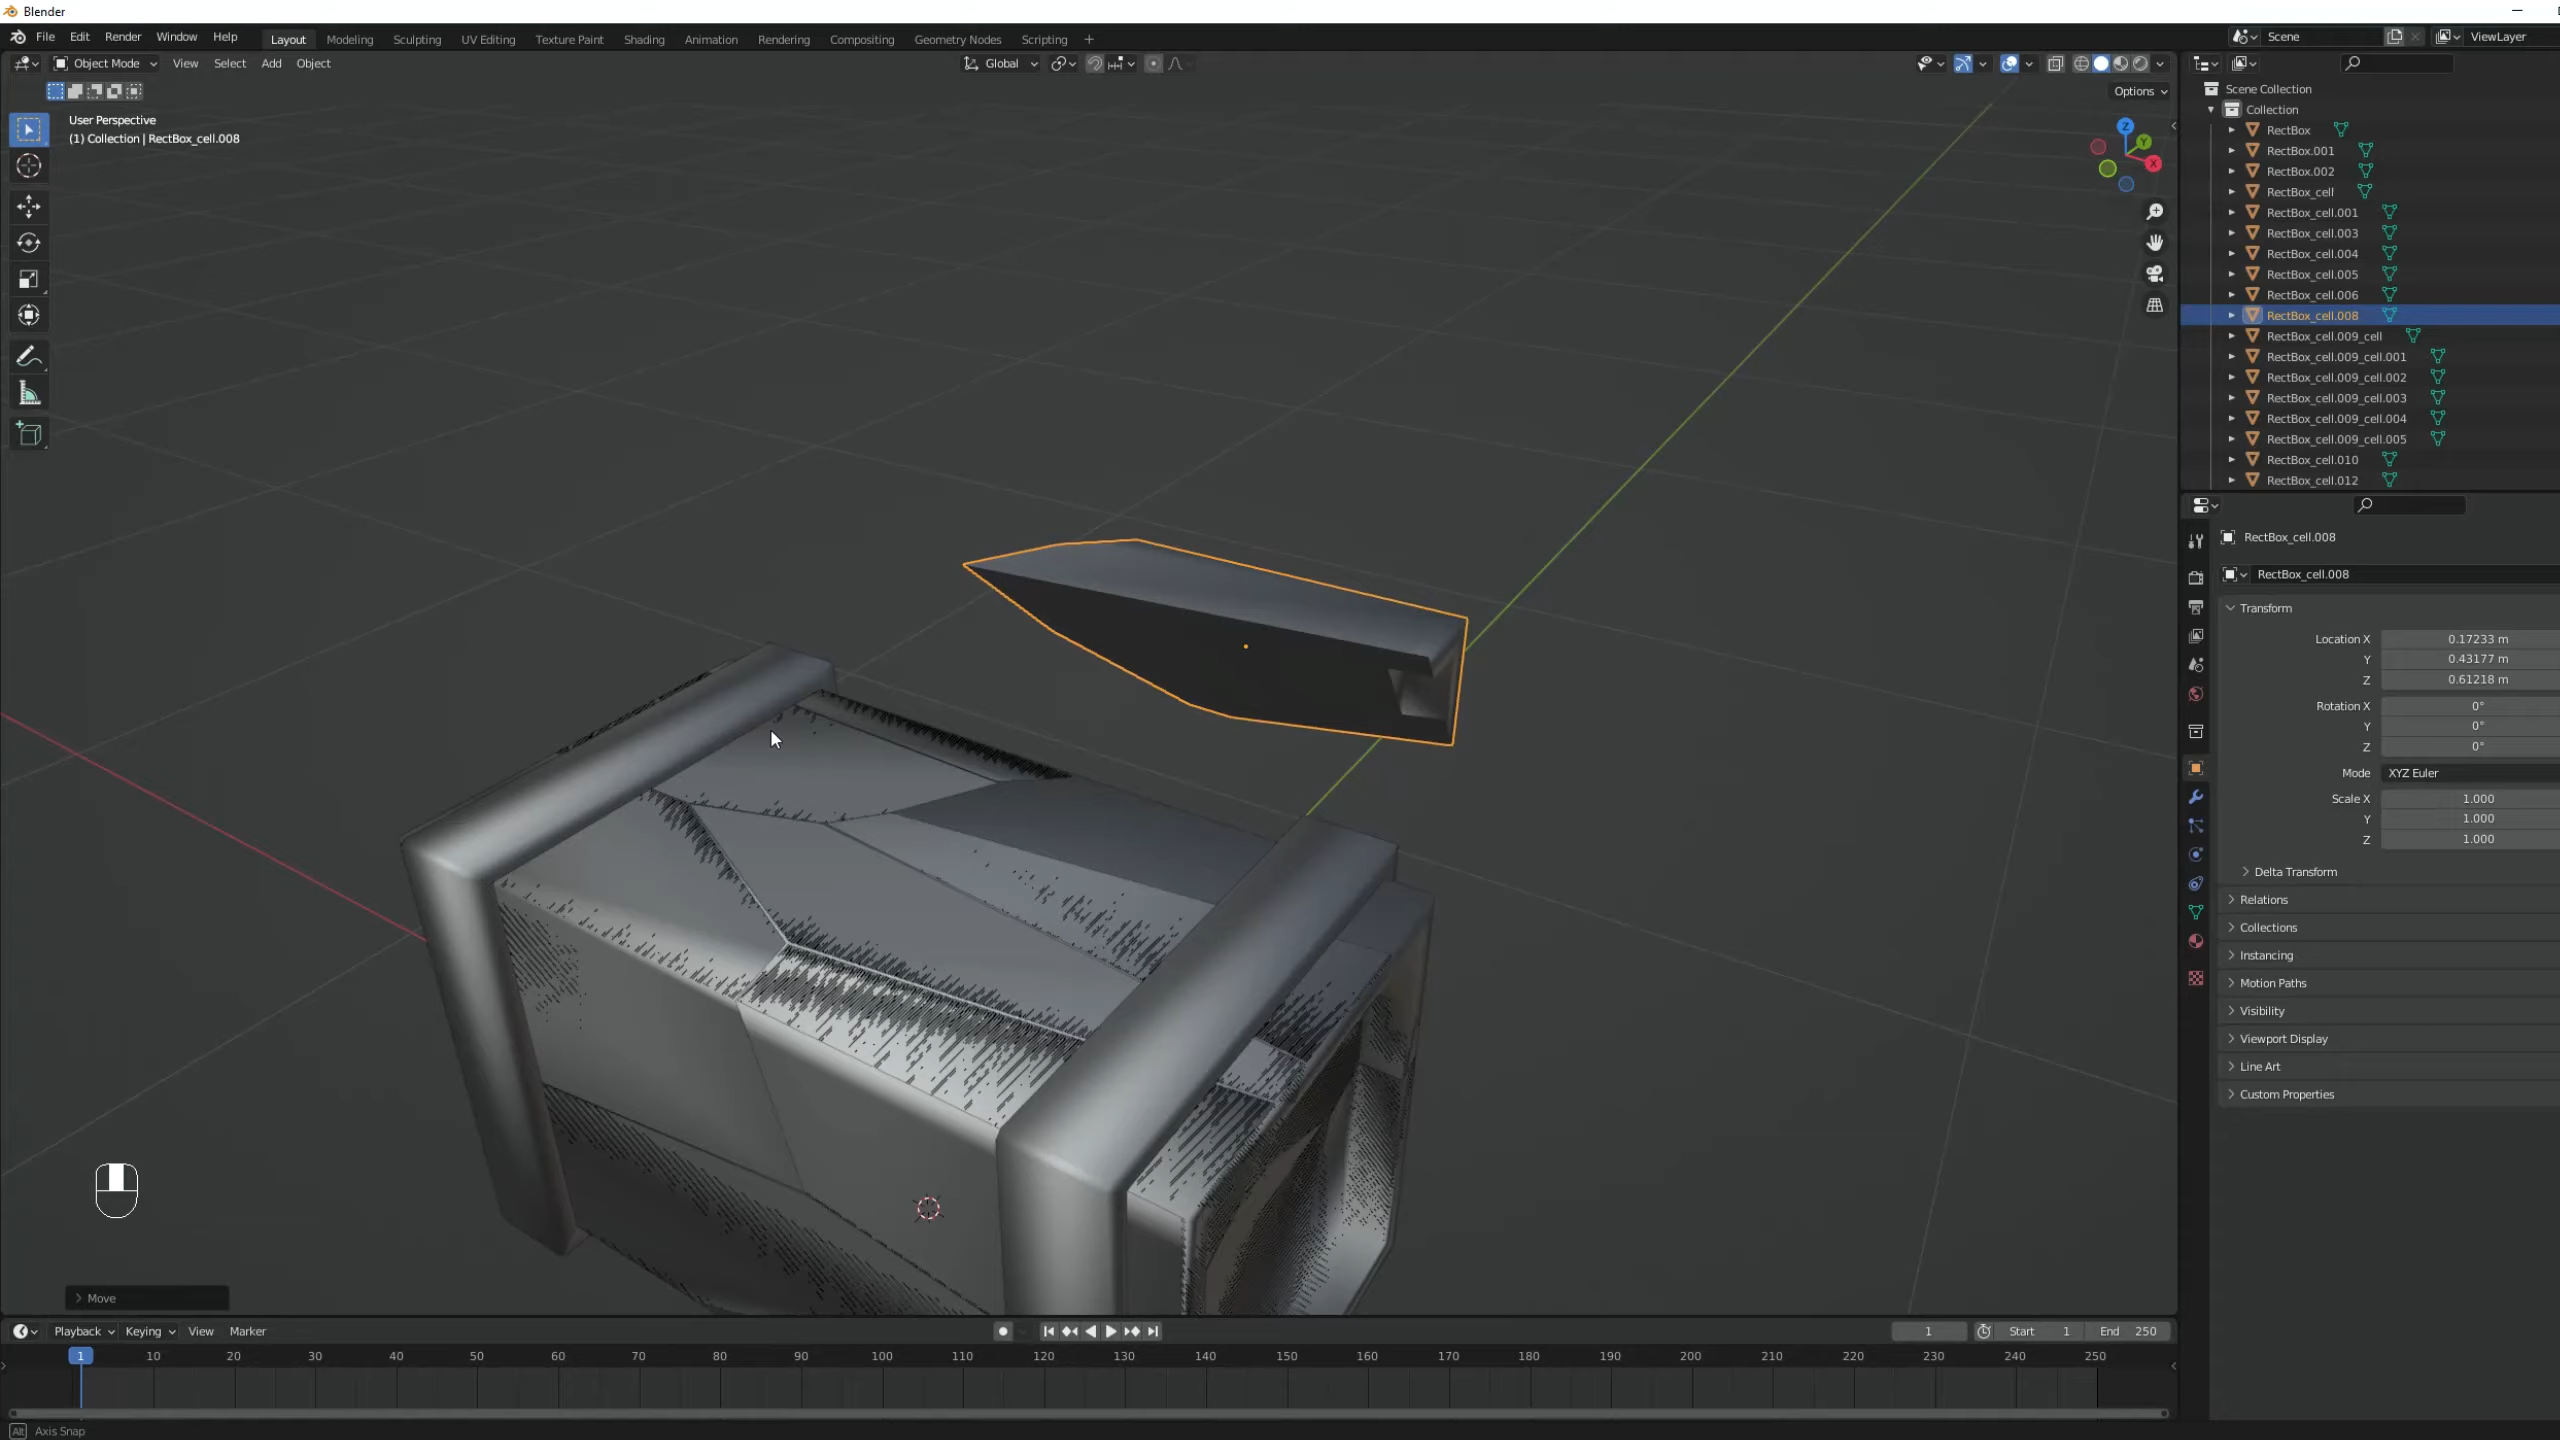 Blender
File Edit Render Window Help Layout Modeling Sculpting UV Editing Texture Paint Shading Animation Rendering Compositing Geometry Nodes Scripting + Scene ViewLayer
Object Mode View Select Add Object Global
Options
User Perspective
(1) Collection | RectBox_cell.008
Z
Y
X
Scene Collection
Collection
RectBox
RectBox.001
RectBox.002
RectBox_cell
RectBox_cell.001
RectBox_cell.003
RectBox_cell.004
RectBox_cell.005
RectBox_cell.006
RectBox_cell.008
RectBox_cell.009_cell
RectBox_cell.009_cell.001
RectBox_cell.009_cell.002
RectBox_cell.009_cell.003
RectBox_cell.009_cell.004
RectBox_cell.009_cell.005
RectBox_cell.010
RectBox_cell.012
RectBox_cell.008
RectBox_cell.008
Transform
Location X 0.17233 m
Y 0.43177 m
Z 0.61218 m
Rotation X 0°
Y 0°
Z 0°
Mode XYZ Euler
Scale X 1.000
Y 1.000
Z 1.000
Delta Transform
Relations
Collections
Instancing
Motion Paths
Visibility
Viewport Display
Line Art
Custom Properties
Move
Playback Keying View Marker 1 Start 1 End 250
1 10 20 30 40 50 60 70 80 90 100 110 120 130 140 150 160 170 180 190 200 210 220 230 240 250
Alt Axis Snap